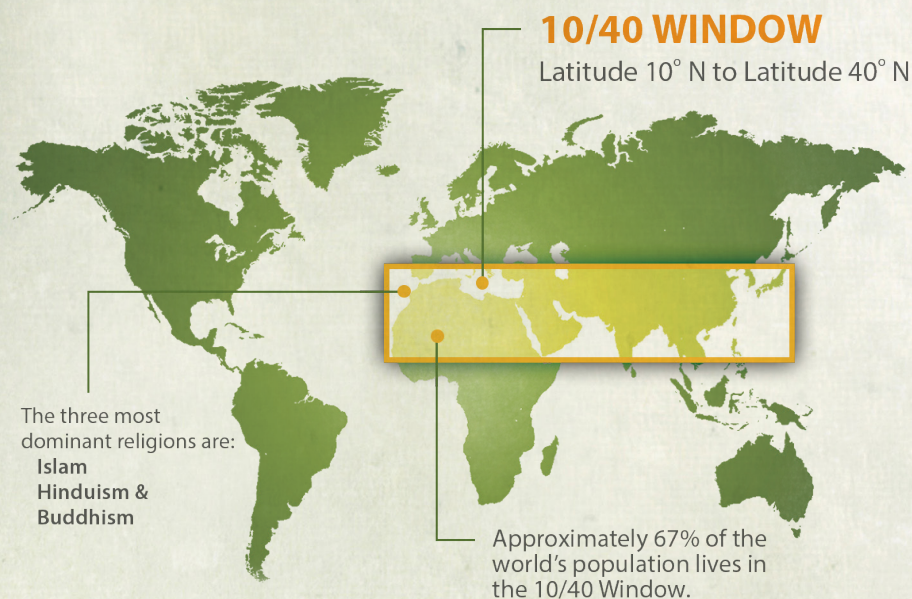 10/40 WINDOW
Latitude 10° N to Latitude 40° N
The three most
dominant religions are:
Islam
Hinduism &
Buddhism
Approximately 67% of the
world's population lives in
the 10/40 Window.